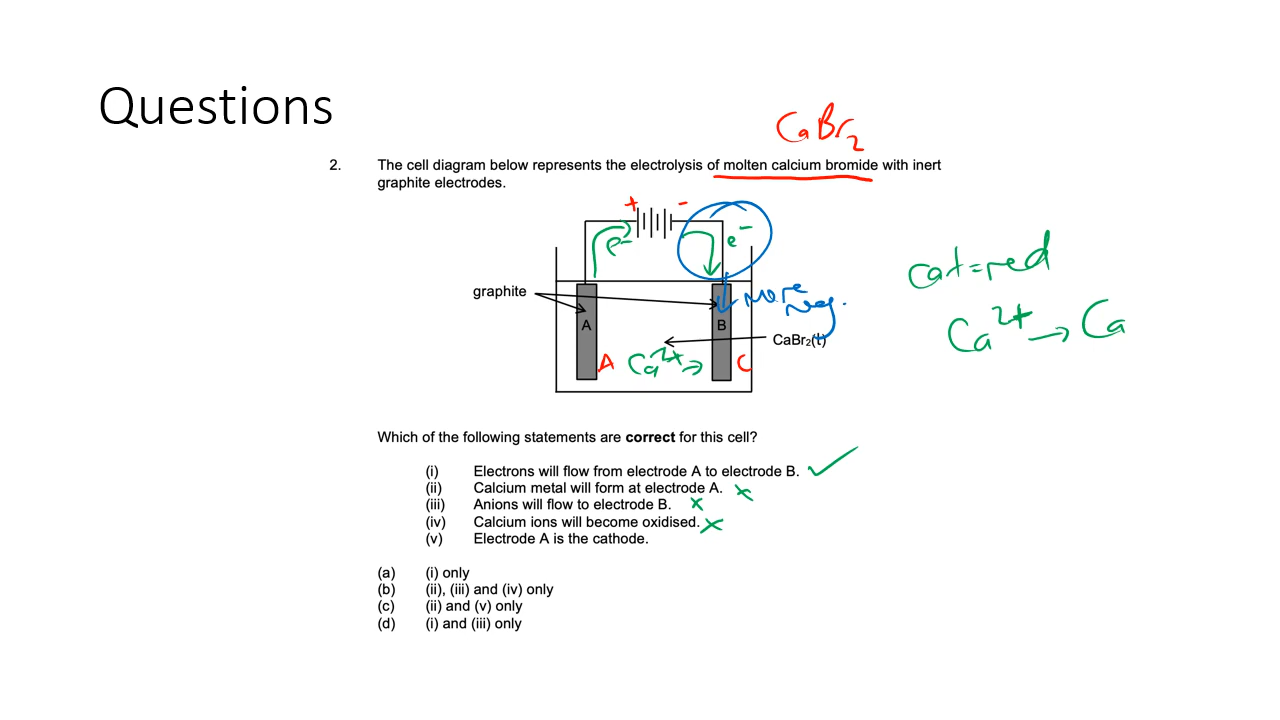 Questions
CaBr2
2. The cell diagram below represents the electrolysis of molten calcium bromide with inert
graphite electrodes.
+ -
e- e-
graphite
A B
More
neg.
CaBr2(ℓ)
A Ca2+ → C
cat=red
Ca2+ → Ca
Which of the following statements are correct for this cell?
(i) Electrons will flow from electrode A to electrode B. ✓
(ii) Calcium metal will form at electrode A. ×
(iii) Anions will flow to electrode B. ×
(iv) Calcium ions will become oxidised. ×
(v) Electrode A is the cathode.
(a) (i) only
(b) (ii), (iii) and (iv) only
(c) (ii) and (v) only
(d) (i) and (iii) only